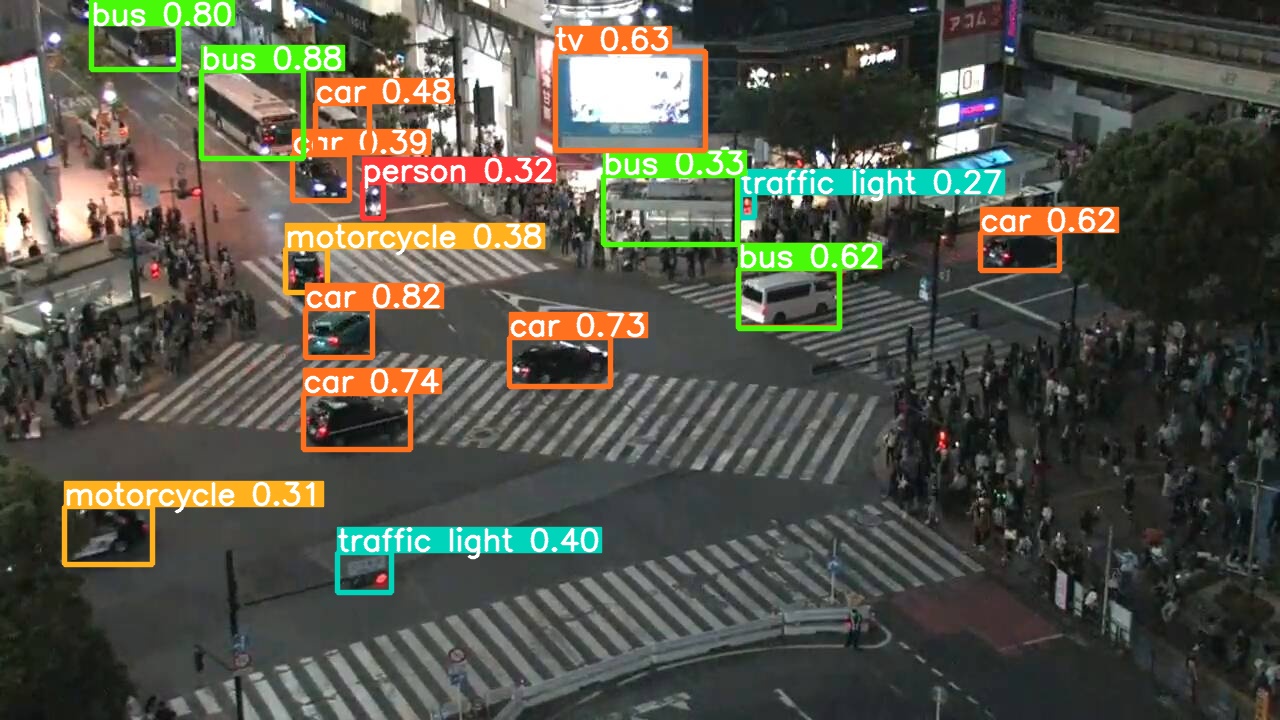 bus 0.80
tv 0.63
アコム
bus 0.88
car 0.48
car 0.39
bus 0.33
person 0.32
traffic light 0.27
car 0.62
motorcycle 0.38
bus 0.62
car 0.82
car 0.73
car 0.74
motorcycle 0.31
traffic light 0.40